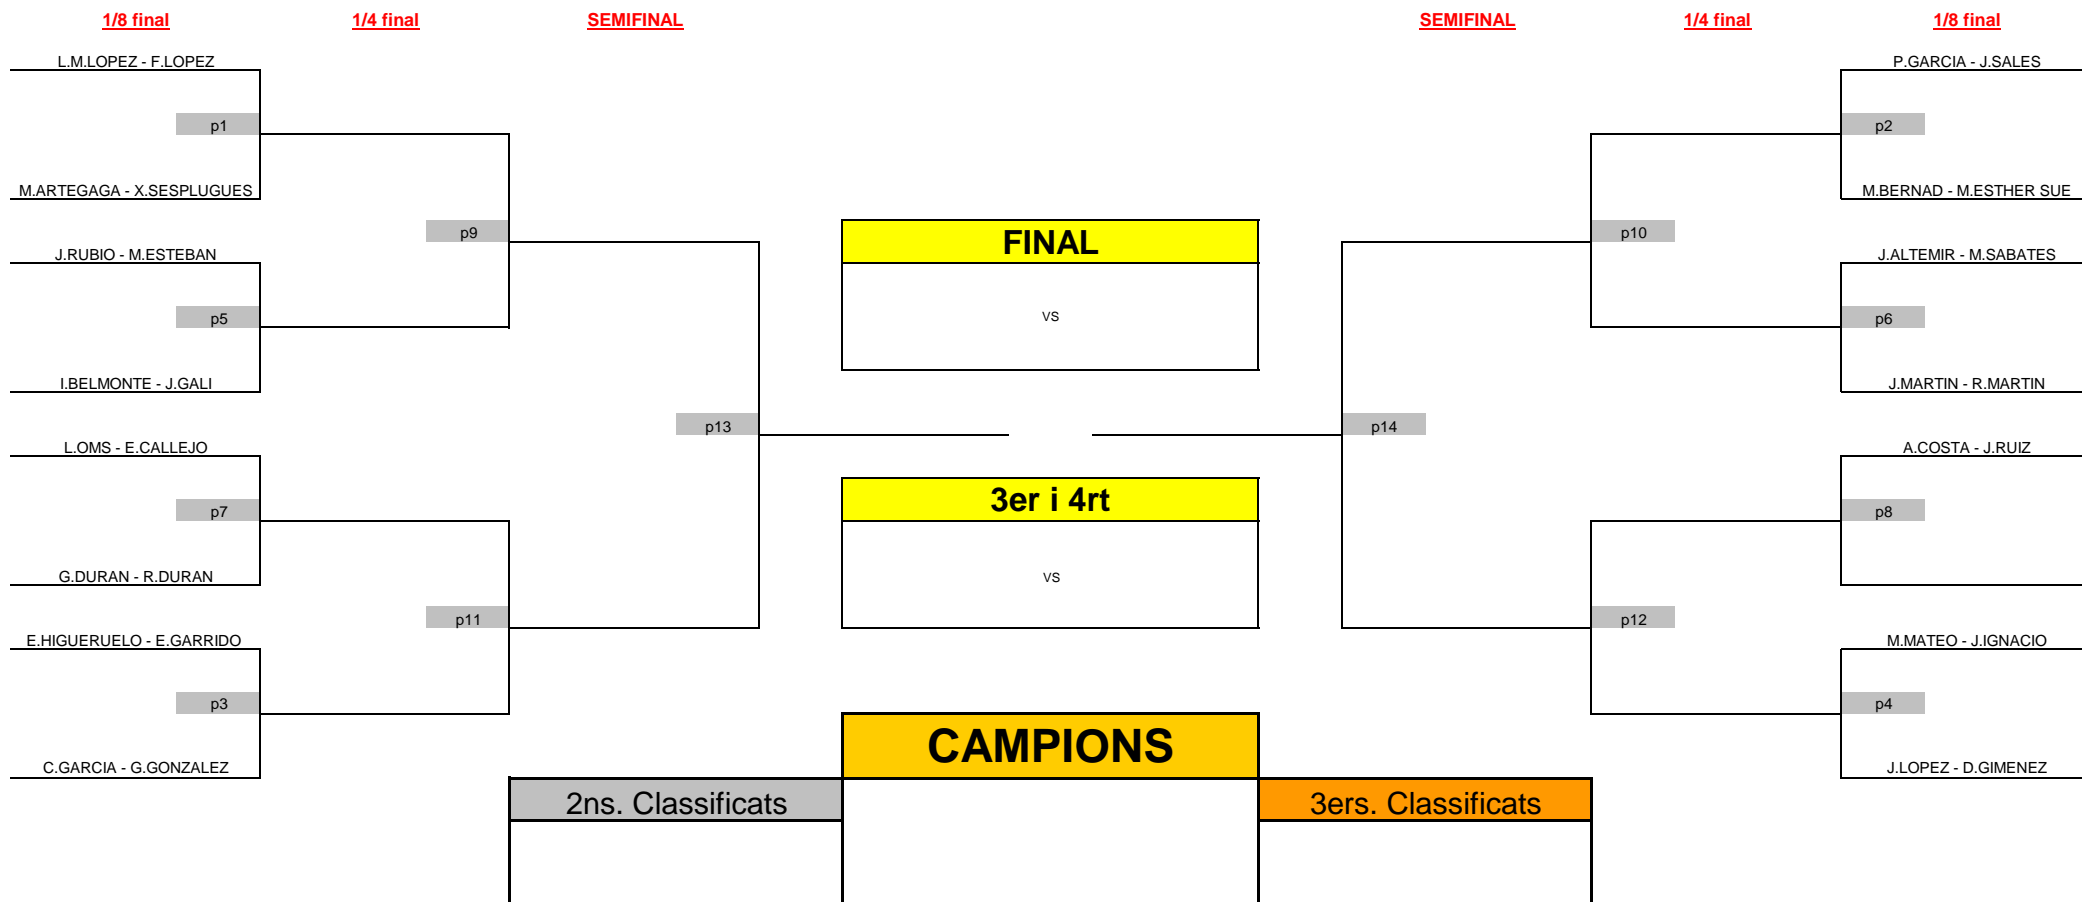 1/8 final 1/4 final SEMIFINAL SEMIFINAL 1/4 final 1/8 final
L.M.LOPEZ - F.LOPEZ P.GARCIA - J.SALES
p1 p2
M.ARTEGAGA - X.SESPLUGUES M.BERNAD - M.ESTHER SUE
p9 FINAL p10
J.RUBIO - M.ESTEBAN J.ALTEMIR - M.SABATES
p5 vs p6
I.BELMONTE - J.GALI J.MARTIN - R.MARTIN
p13 p14
L.OMS - E.CALLEJO A.COSTA - J.RUIZ
3er i 4rt
p7 p8
G.DURAN - R.DURAN vs
p11 p12
E.HIGUERUELO - E.GARRIDO M.MATEO - J.IGNACIO
p3 p4
CAMPIONS
C.GARCIA - G.GONZALEZ J.LOPEZ - D.GIMENEZ
2ns. Classificats 3ers. Classificats